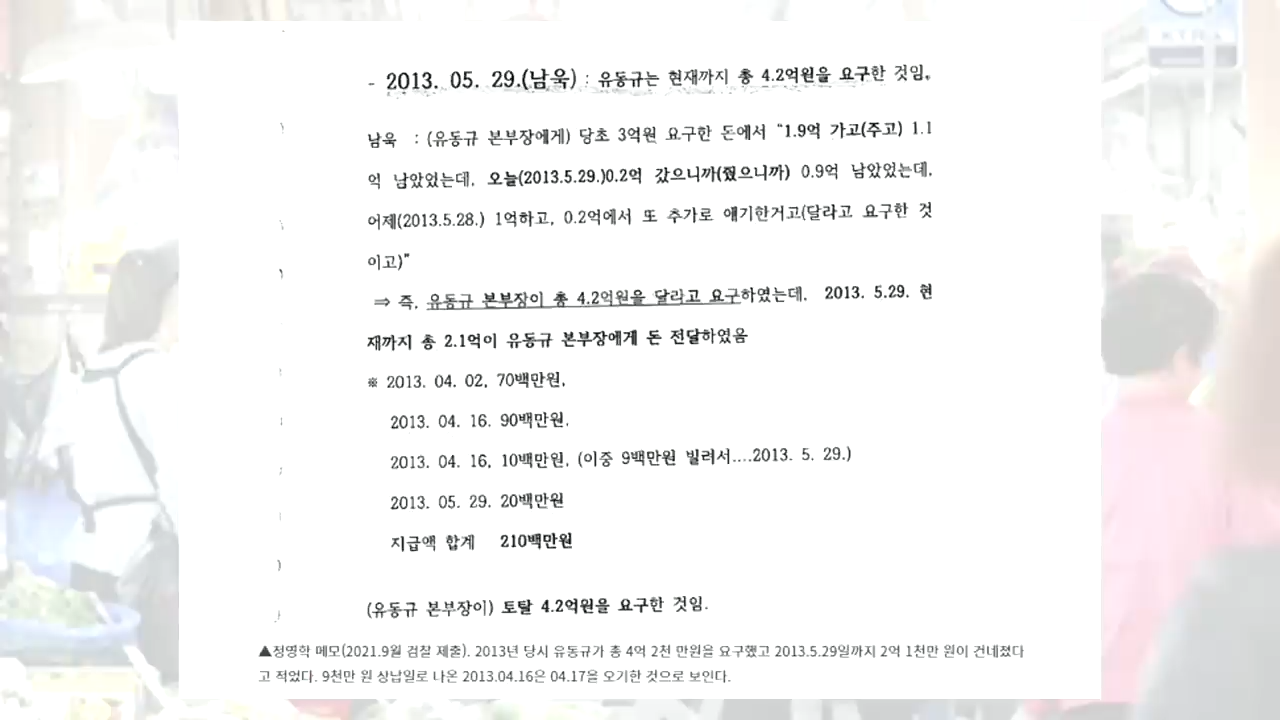 - 2013. 05. 29.(남욱) : 유동규는 현재까지 총 4.2억원을 요구한 것임.
남욱 : (유동규 본부장에게) 당초 3억원 요구한 돈에서 “1.9억 가고(주고) 1.1
억 남았었는데, 오늘(2013.5.29.)0.2억 갔으니까(줬으니까) 0.9억 남았었는데,
어제(2013.5.28.) 1억하고, 0.2억에서 또 추가로 얘기한거고(달라고 요구한 것
이고)”
⇒ 즉, 유동규 본부장이 총 4.2억원을 달라고 요구하였는데, 2013. 5.29. 현
재까지 총 2.1억이 유동규 본부장에게 돈 전달하였음
※ 2013. 04. 02, 70백만원,
2013. 04. 16. 90백만원,
2013. 04. 16, 10백만원, (이중 9백만원 빌려서....2013. 5. 29.)
2013. 05. 29. 20백만원
지급액 합계 210백만원
(유동규 본부장이) 토탈 4.2억원을 요구한 것임.
▲정영학 메모(2021.9월 검찰 제출). 2013년 당시 유동규가 총 4억 2천 만원을 요구했고 2013.5.29일까지 2억 1천만 원이 건네졌다
고 적었다. 9천만 원 상납일로 나온 2013.04.16은 04.17을 오기한 것으로 보인다.